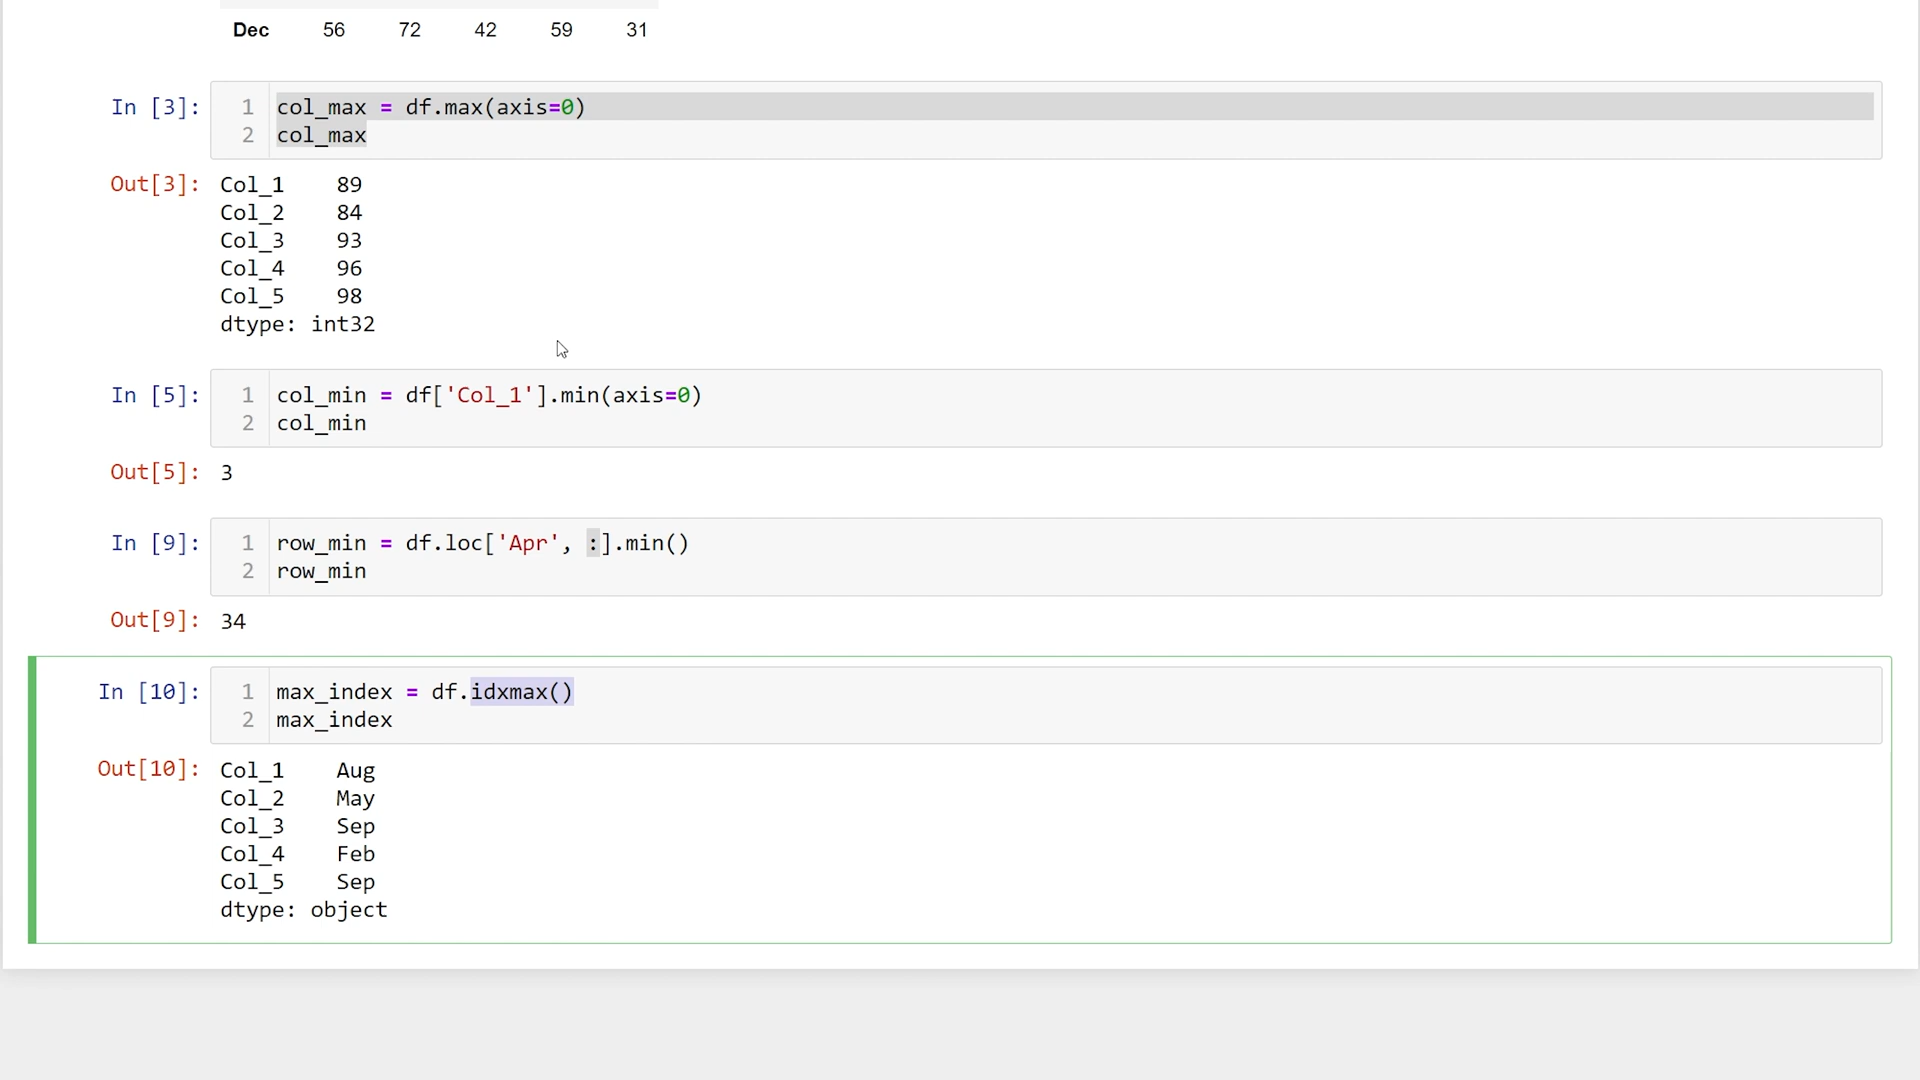 Dec 56 72 42 59 31
In [3]: 1 col_max = df.max(axis=0)
2 col_max
Out[3]: Col_1 89
Col_2 84
Col_3 93
Col_4 96
Col_5 98
dtype: int32
In [5]: 1 col_min = df['Col_1'].min(axis=0)
2 col_min
Out[5]: 3
In [9]: 1 row_min = df.loc['Apr', :].min()
2 row_min
Out[9]: 34
In [10]: 1 max_index = df.idxmax()
2 max_index
Out[10]: Col_1 Aug
Col_2 May
Col_3 Sep
Col_4 Feb
Col_5 Sep
dtype: object